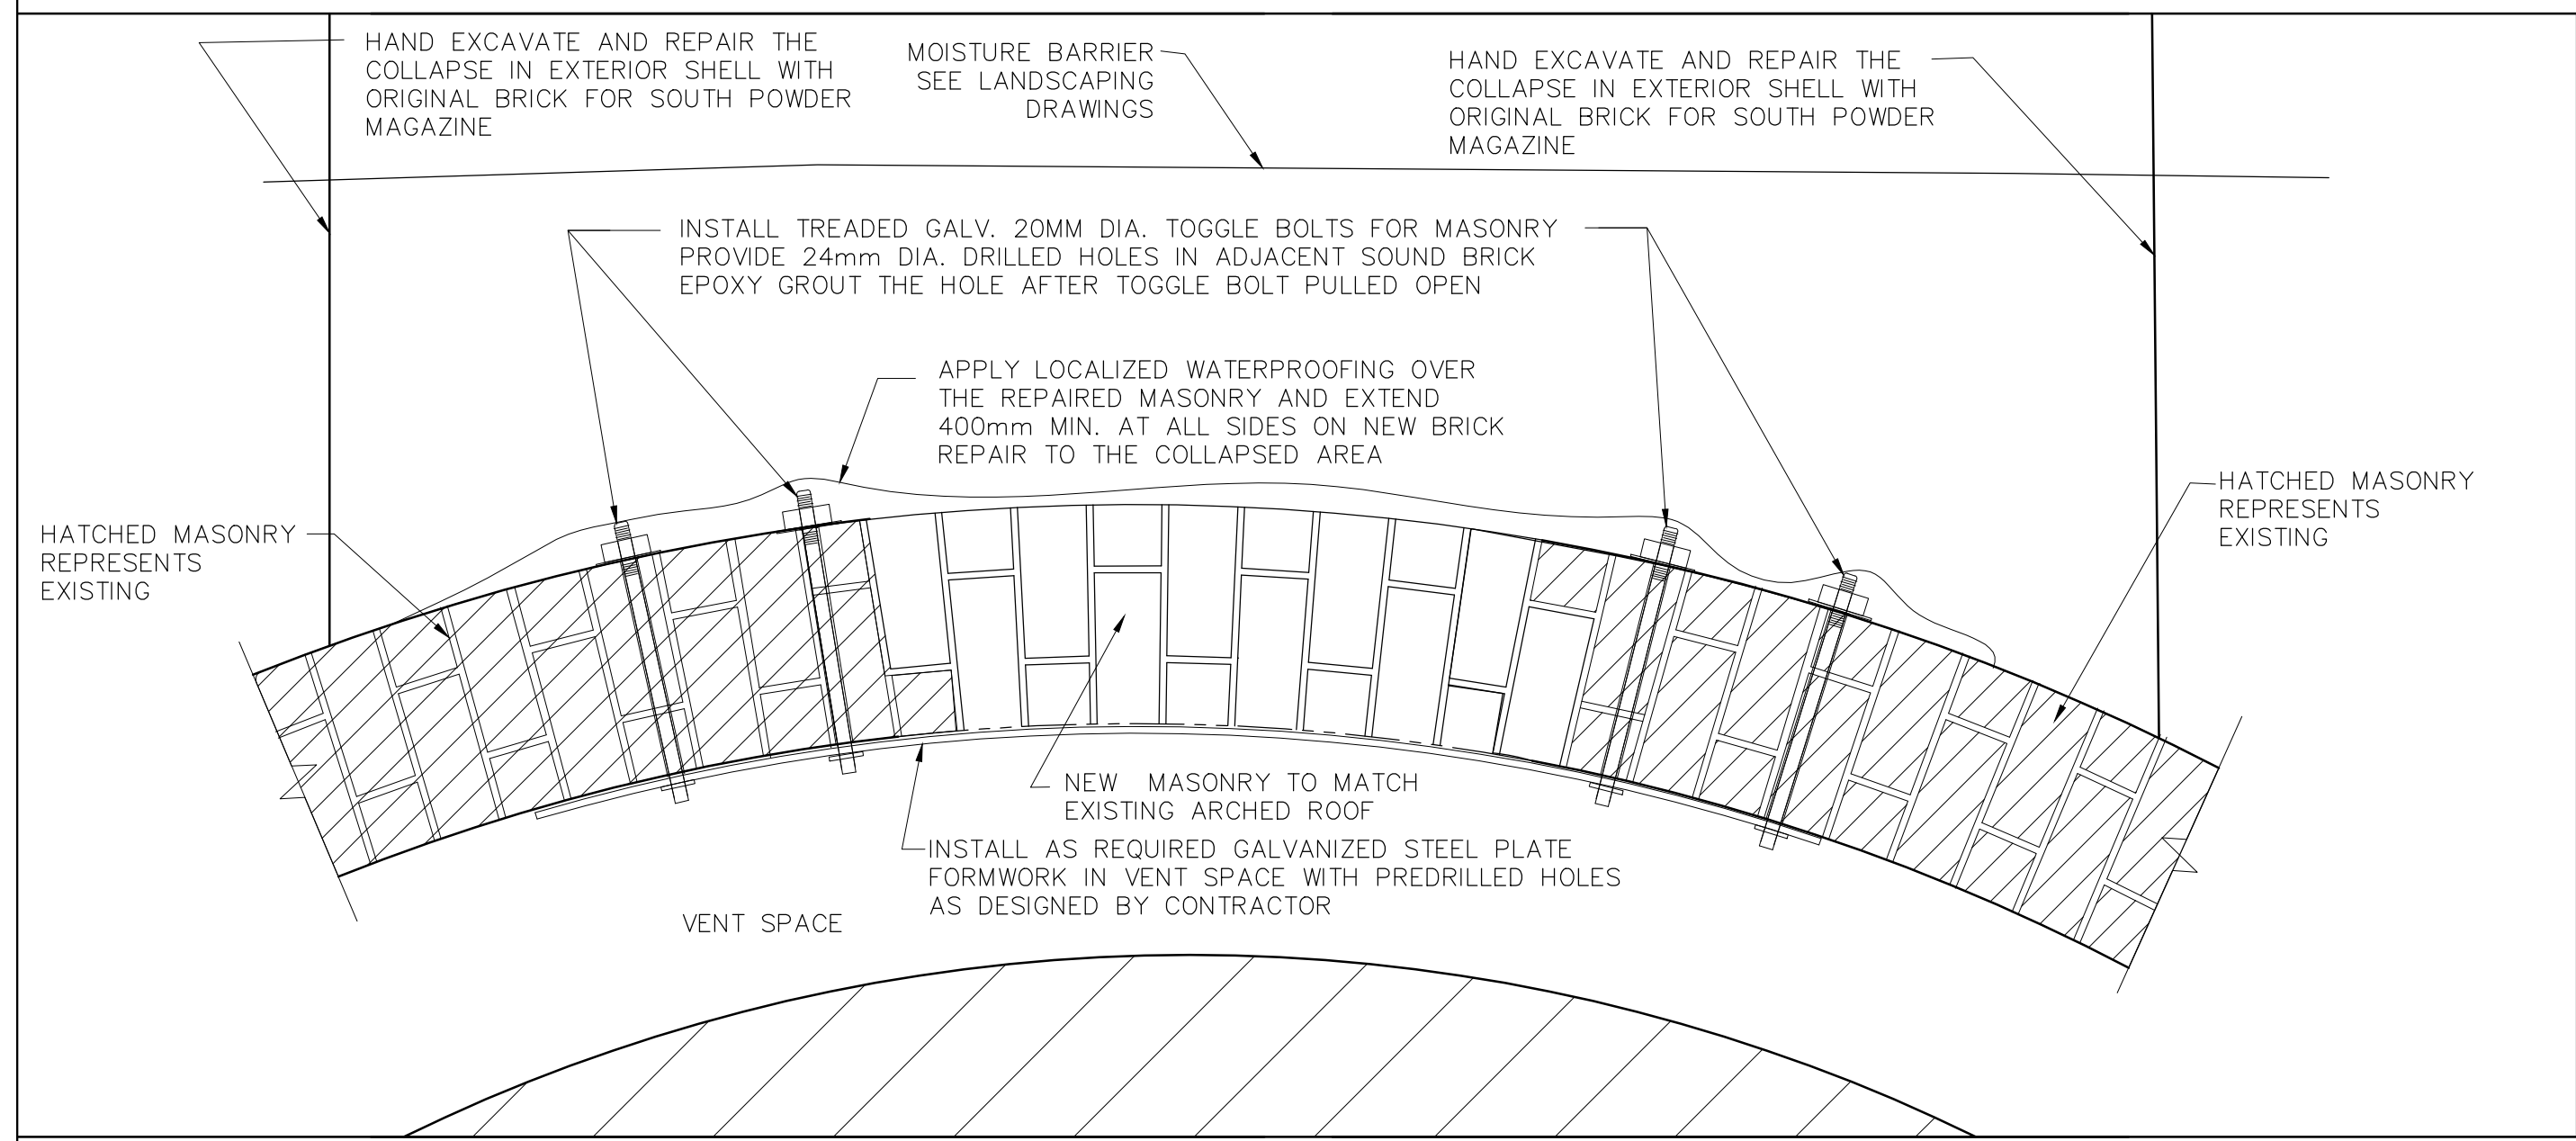 HAND EXCAVATE AND REPAIR THE
COLLAPSE IN EXTERIOR SHELL WITH
ORIGINAL BRICK FOR SOUTH POWDER
MAGAZINE
MOISTURE BARRIER
SEE LANDSCAPING
DRAWINGS
HAND EXCAVATE AND REPAIR THE
COLLAPSE IN EXTERIOR SHELL WITH
ORIGINAL BRICK FOR SOUTH POWDER
MAGAZINE
INSTALL TREADED GALV. 20MM DIA. TOGGLE BOLTS FOR MASONRY
PROVIDE 24mm DIA. DRILLED HOLES IN ADJACENT SOUND BRICK
EPOXY GROUT THE HOLE AFTER TOGGLE BOLT PULLED OPEN
APPLY LOCALIZED WATERPROOFING OVER
THE REPAIRED MASONRY AND EXTEND
400mm MIN. AT ALL SIDES ON NEW BRICK
REPAIR TO THE COLLAPSED AREA
HATCHED MASONRY
REPRESENTS
EXISTING
HATCHED MASONRY
REPRESENTS
EXISTING
NEW MASONRY TO MATCH
EXISTING ARCHED ROOF
INSTALL AS REQUIRED GALVANIZED STEEL PLATE
FORMWORK IN VENT SPACE WITH PREDRILLED HOLES
AS DESIGNED BY CONTRACTOR
VENT SPACE